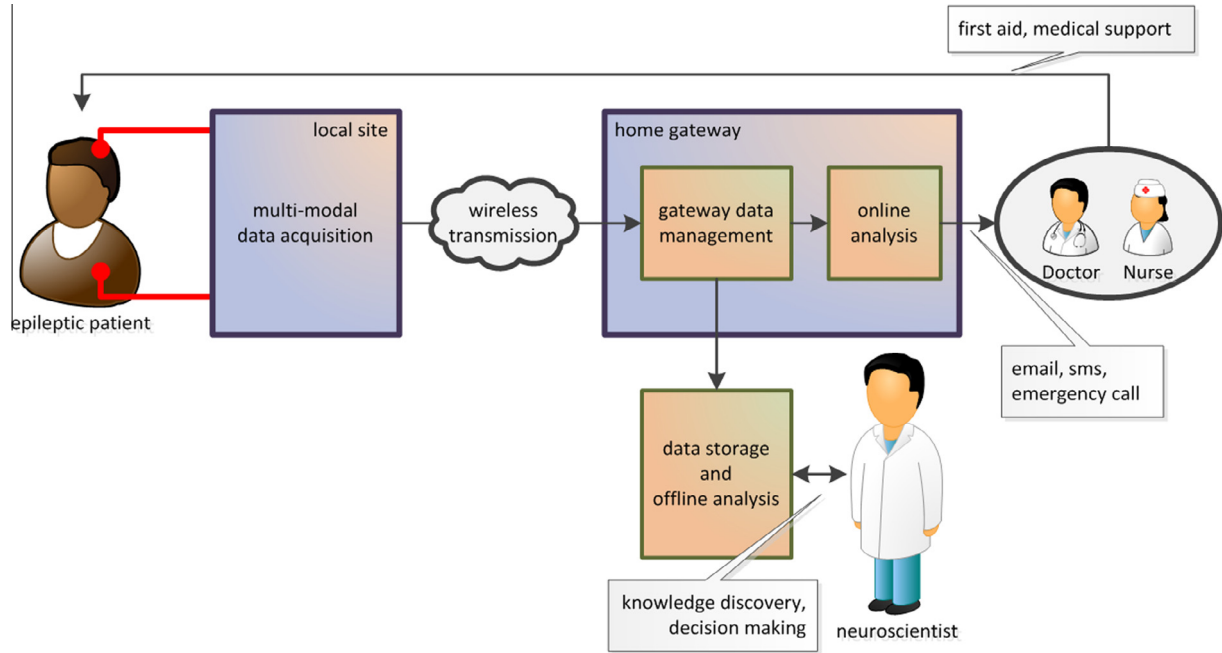 first aid, medical support
local site
home gateway
multi-modal
data acquisition
wireless
transmission
gateway data
management
online
analysis
Doctor
Nurse
epileptic patient
email, sms,
emergency call
data storage
and
offline analysis
knowledge discovery,
decision making
neuroscientist